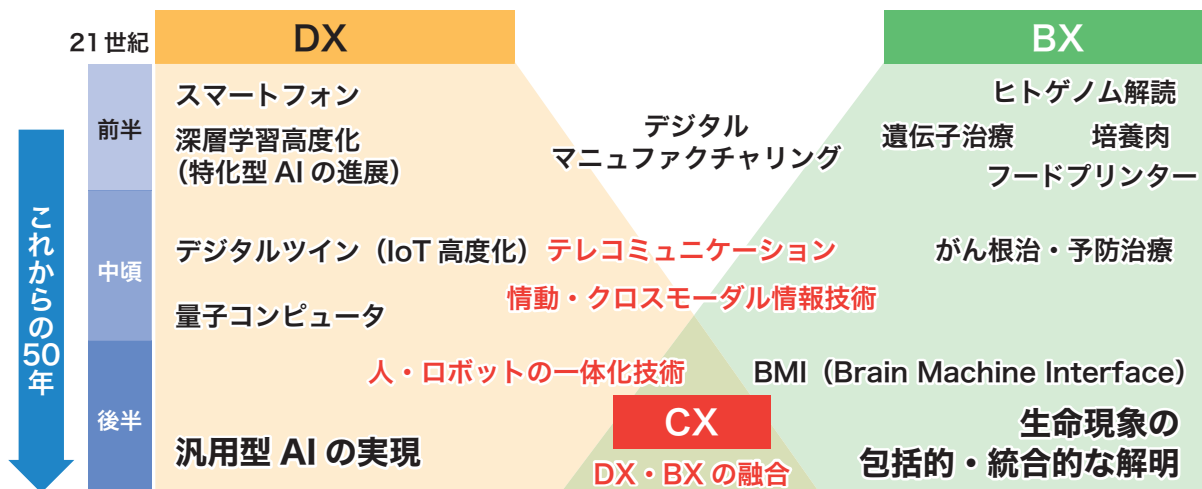 21世紀
DX
BX
これからの50年
前半
スマートフォン
深層学習高度化
(特化型 AI の進展)
デジタル
マニュファクチャリング
ヒトゲノム解読
遺伝子治療
培養肉
フードプリンター
中頃
デジタルツイン(IoT 高度化)
テレコミュニケーション
がん根治・予防治療
情動・クロスモーダル情報技術
量子コンピュータ
後半
人・ロボットの一体化技術
BMI(Brain Machine Interface)
CX
DX・BX の融合
汎用型 AI の実現
生命現象の
包括的・統合的な解明